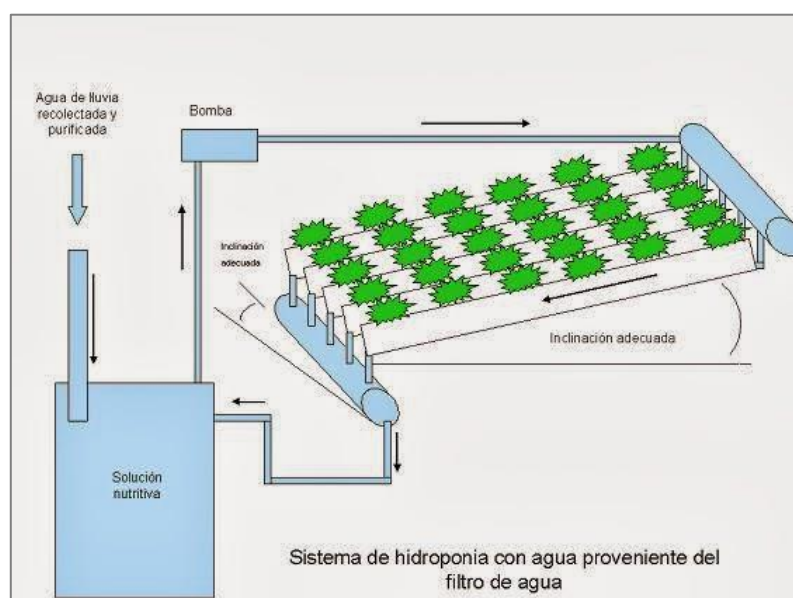 Agua de lluvia
recolectada y
purificada
Bomba
Inclinación
adecuada
Inclinación adecuada
Solución
nutritiva
Sistema de hidroponia con agua proveniente del
filtro de agua